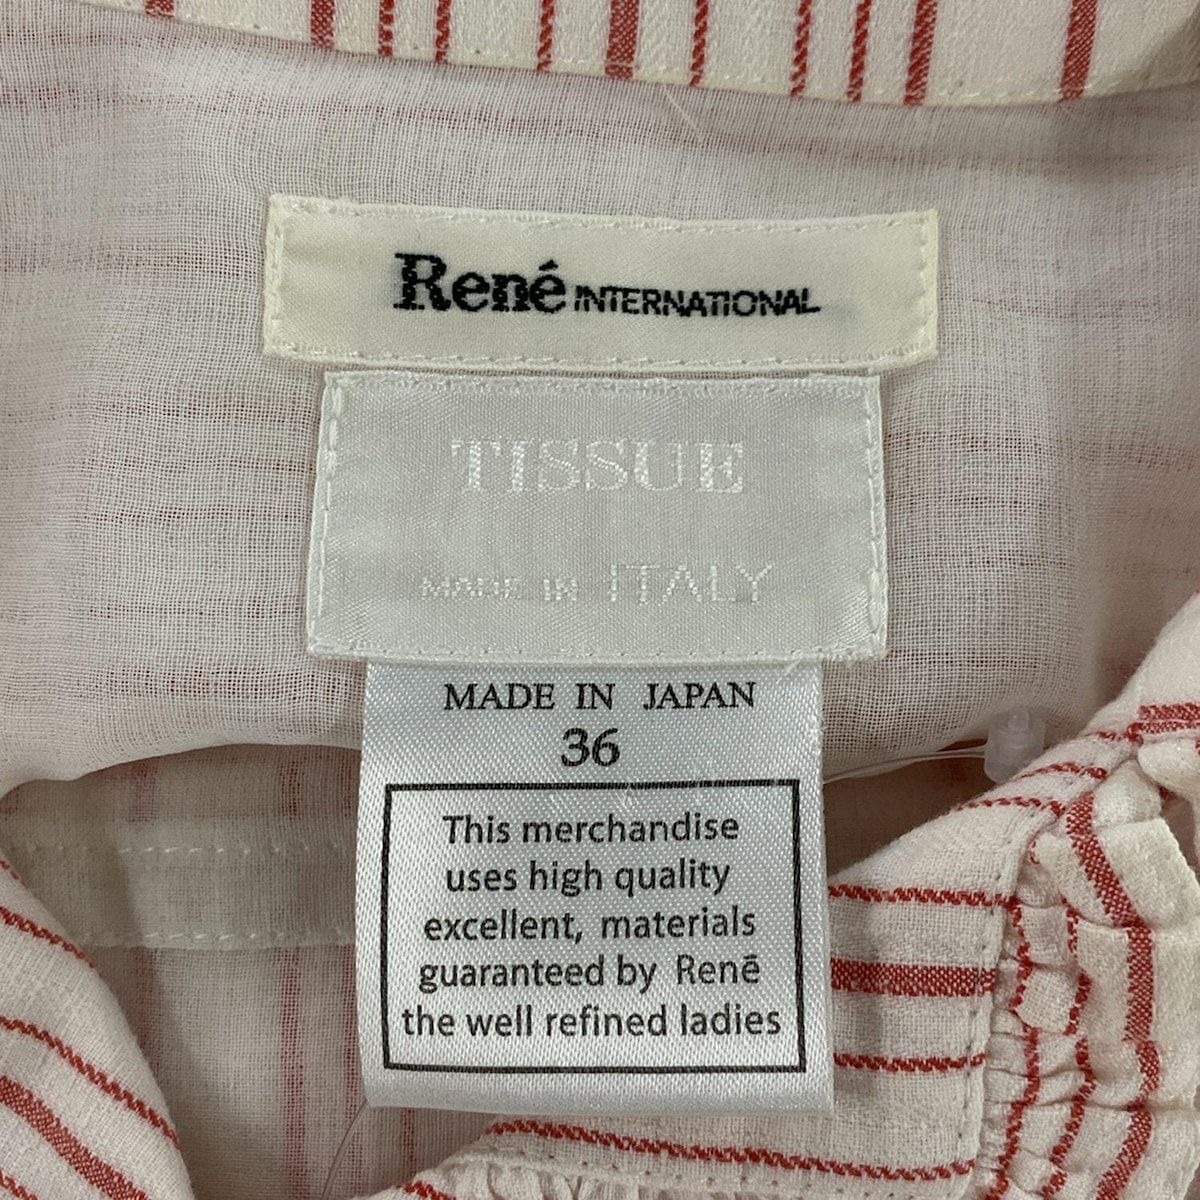 René INTERNATIONAL
TISSUE
MADE IN ITALY
MADE IN JAPAN
36
This merchandise
uses high quality
excellent, materials
guaranteed by Renē
the well refined ladies